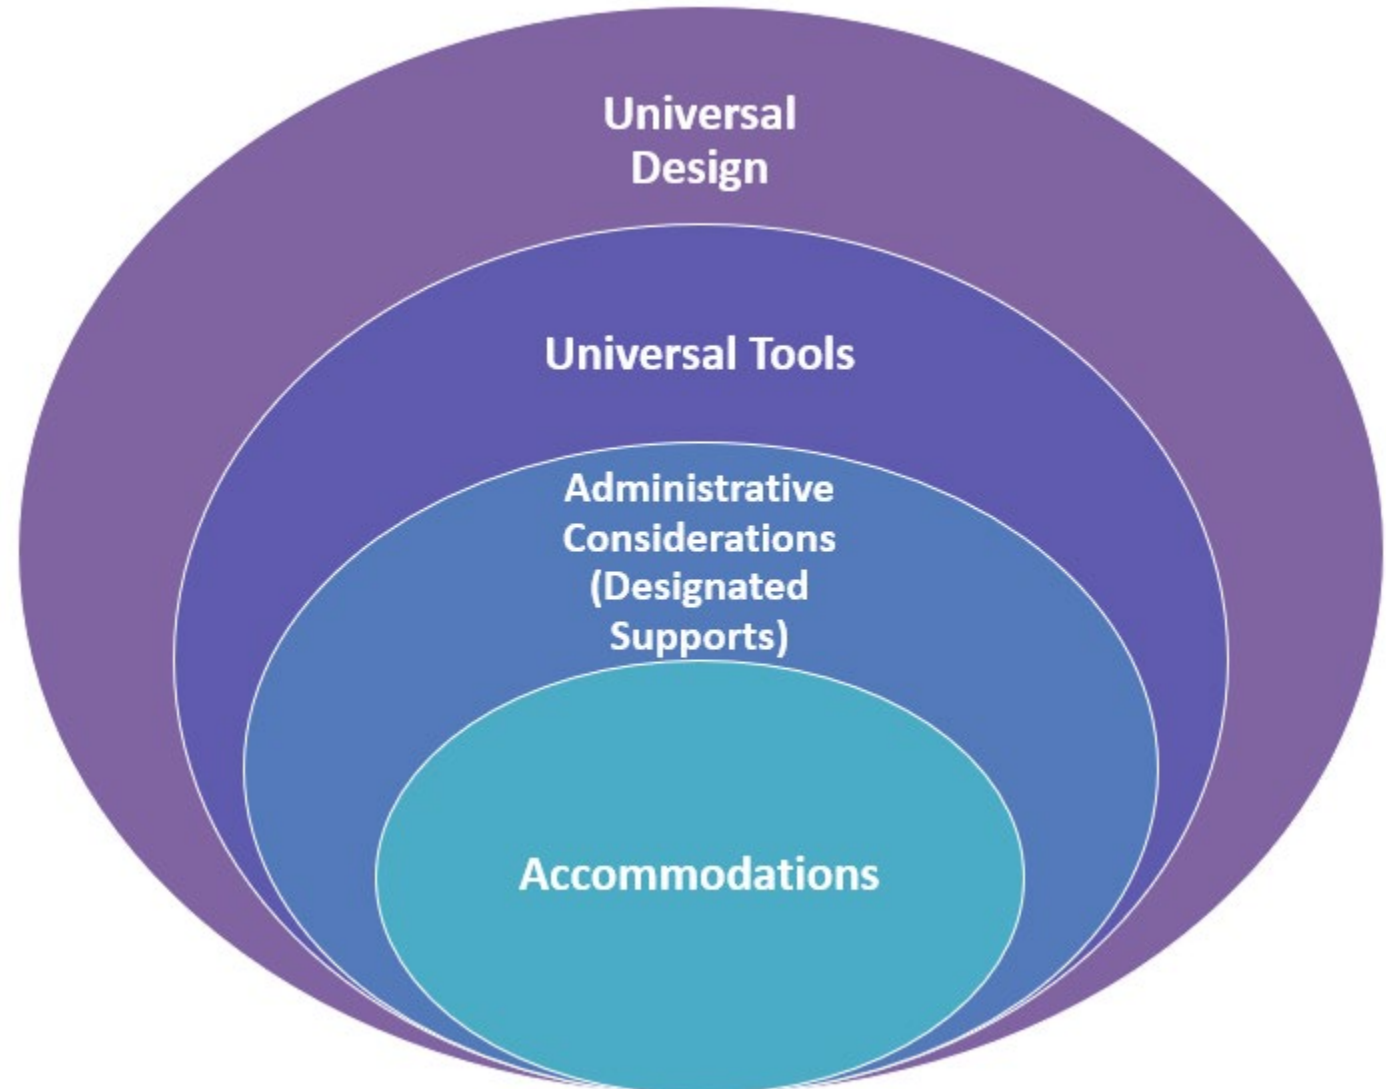 Universal
Design
Universal Tools
Administrative
Considerations
(Designated
Supports)
Accommodations